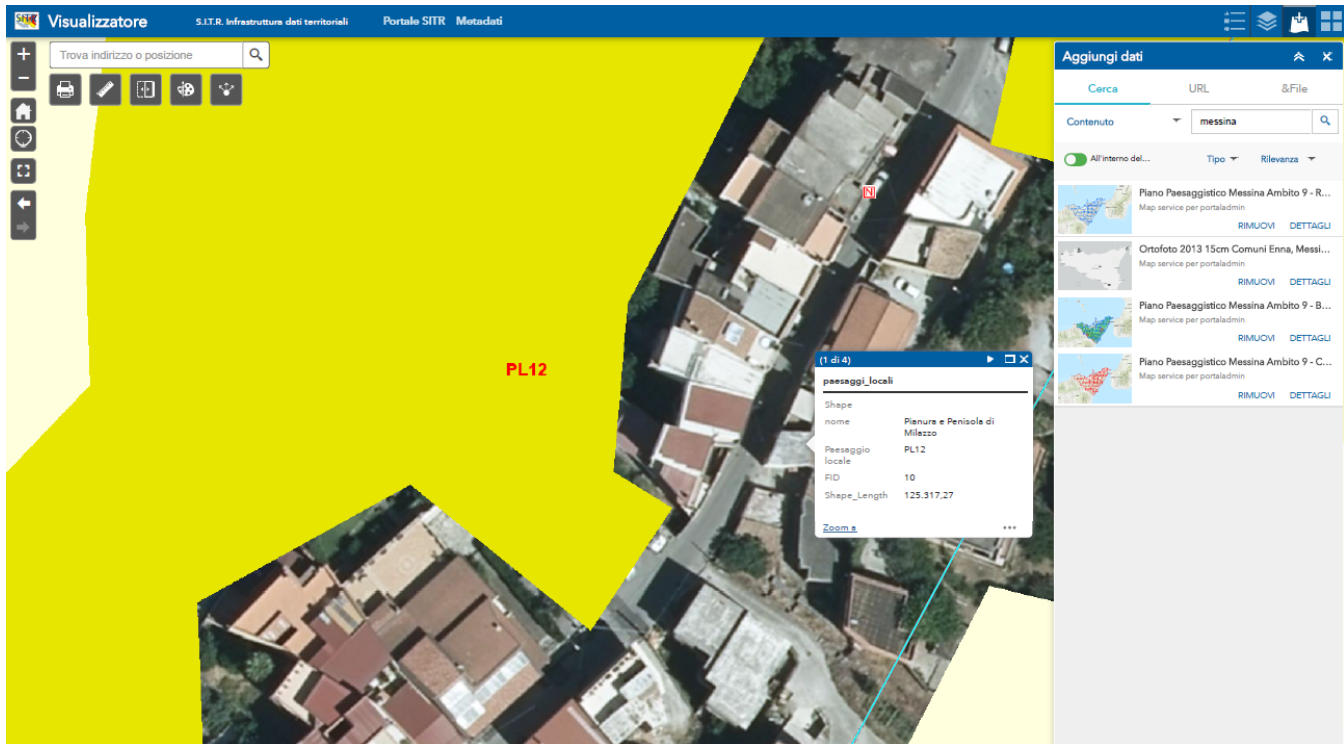 Visualizzatore
S.I.T.R. Infrastruttura dati territoriali
Portale SITR Metadati
Trova indirizzo o posizione
PL12
N
(1 di 4)
paesaggi_locali
Shape
nome Pianura e Penisola di
Milazzo
Paesaggio PL12
locale
FID 10
Shape_Length 125.317,27
Zoom a
Aggiungi dati
Cerca URL &File
Contenuto messina
All'interno del... Tipo Rilevanza
Piano Paesaggistico Messina Ambito 9 - R...
Map service per portaladmin
RIMUOVI DETTAGLI
Ortofoto 2013 15cm Comuni Enna, Messi...
Map service per portaladmin
RIMUOVI DETTAGLI
Piano Paesaggistico Messina Ambito 9 - B...
Map service per portaladmin
RIMUOVI DETTAGLI
Piano Paesaggistico Messina Ambito 9 - C...
Map service per portaladmin
RIMUOVI DETTAGLI